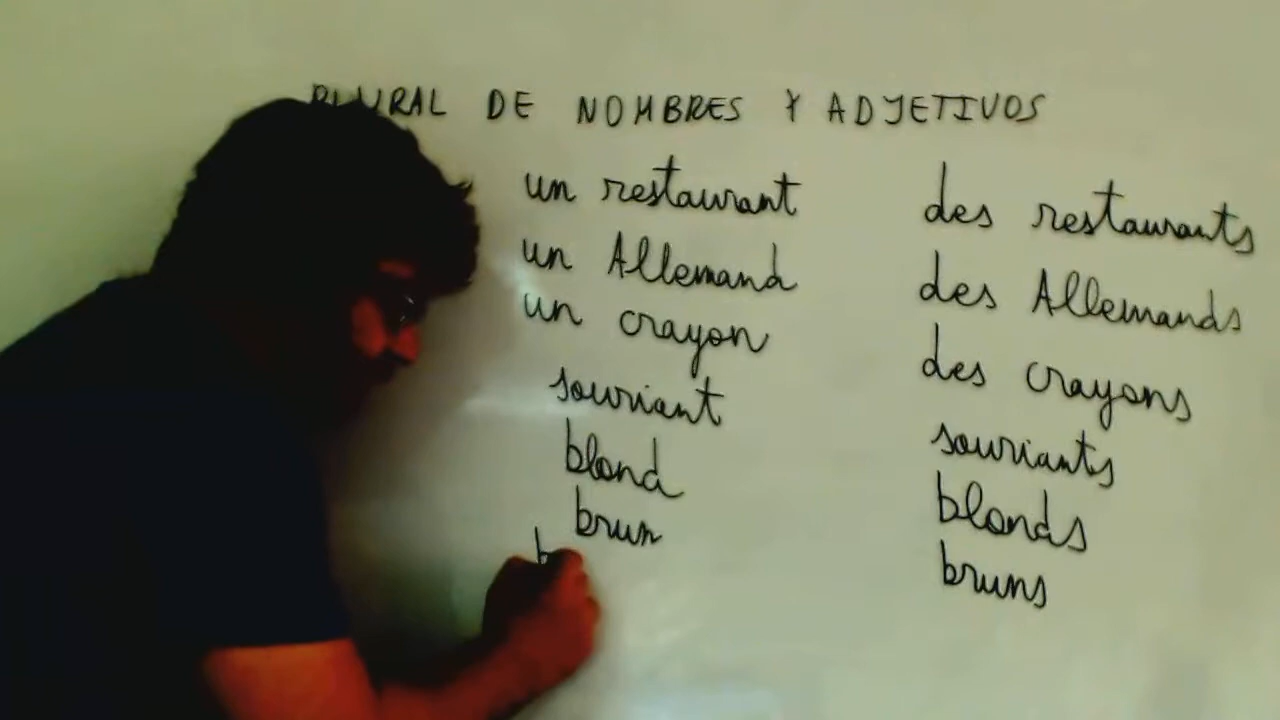 PLURAL DE NOMBRES Y ADJETIVOS
un restaurant des restaurants
un Allemand des Allemands
un crayon des crayons
souriant souriants
blond blonds
brun bruns